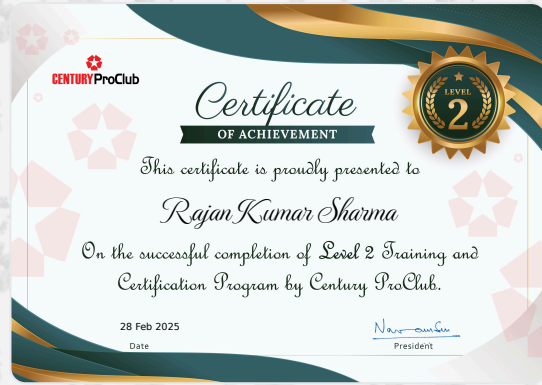 CENTURY ProClub
Certificate
OF ACHIEVEMENT
LEVEL
2
This certificate is proudly presented to
Rajan Kumar Sharma
On the successful completion of Level 2 Training and
Certification Program by Century ProClub.
28 Feb 2025
Date
President